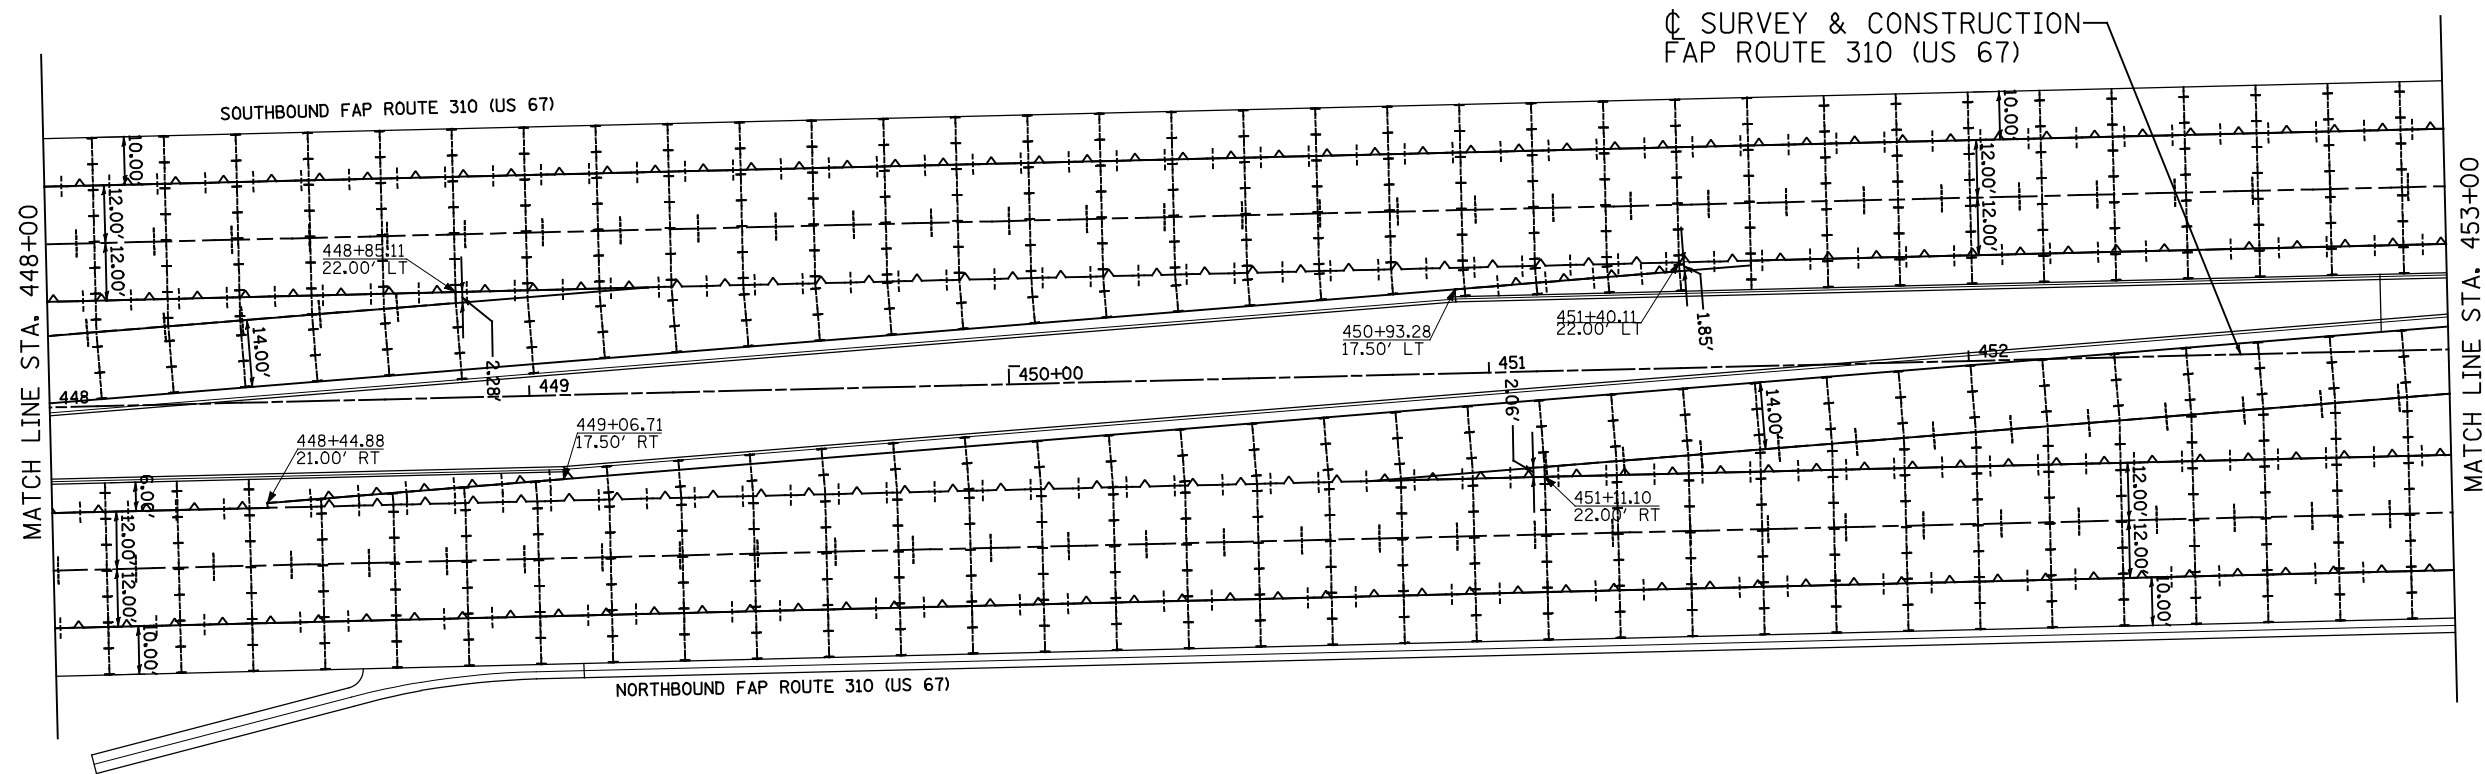 ℄ SURVEY & CONSTRUCTION
FAP ROUTE 310 (US 67)
SOUTHBOUND FAP ROUTE 310 (US 67)
MATCH LINE STA. 448+00
MATCH LINE STA. 453+00
10.00'
12.00'
12.00'
14.00'
448+85.11
22.00' LT
2.28'
10.00'
12.00'
12.00'
450+93.28
17.50' LT
451+40.11
22.00' LT
1.85'
448
449
450+00
451
452
448+44.88
21.00' RT
449+06.71
17.50' RT
2.06'
14.00'
451+11.10
22.00' RT
6.00'
12.00'
12.00'
10.00'
12.00'
12.00'
10.00'
NORTHBOUND FAP ROUTE 310 (US 67)